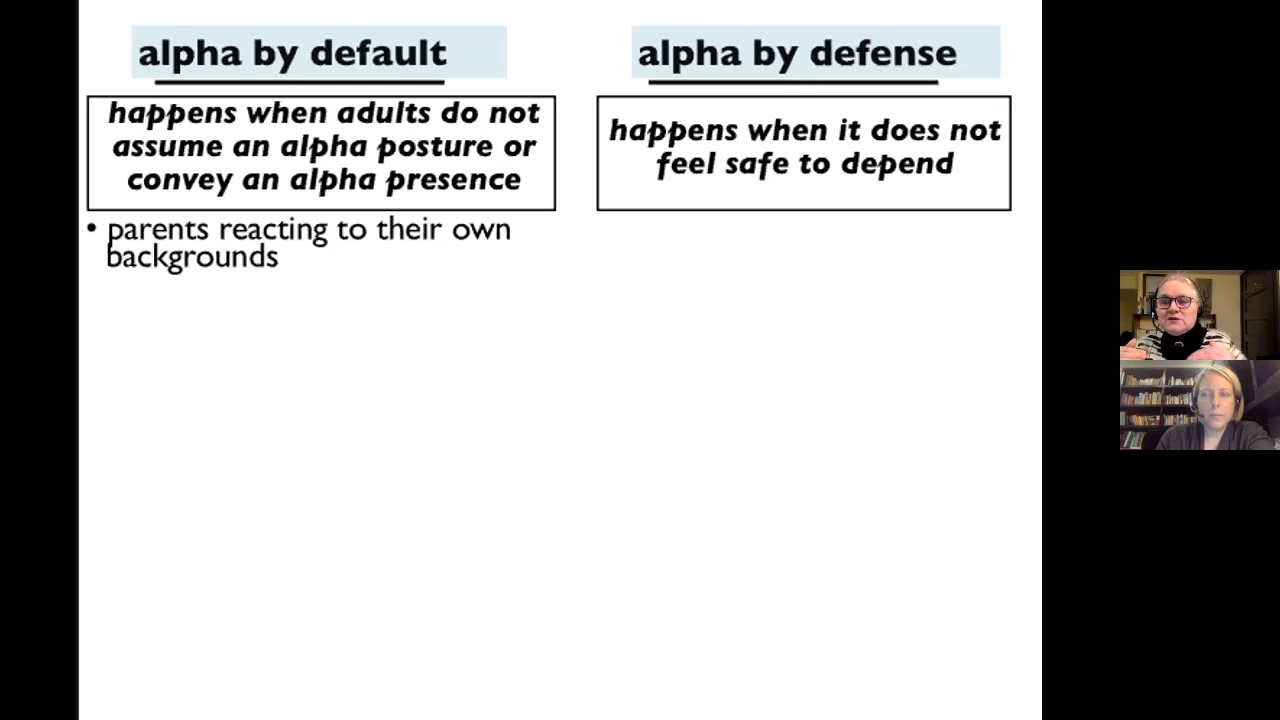 alpha by default
happens when adults do not
assume an alpha posture or
convey an alpha presence
• parents reacting to their own
backgrounds
alpha by defense
happens when it does not
feel safe to depend